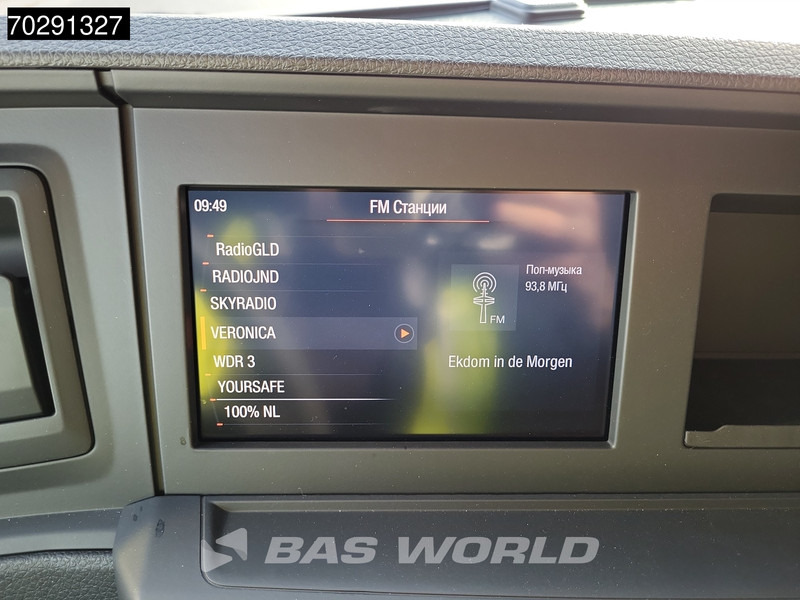 70291327
09:49
FM Станции
RadioGLD
RADIOJND
SKYRADIO
VERONICA
WDR 3
YOURSAFE
100% NL
Поп-музыка
93,8 МГц
FM
Ekdom in de Morgen
BAS WORLD